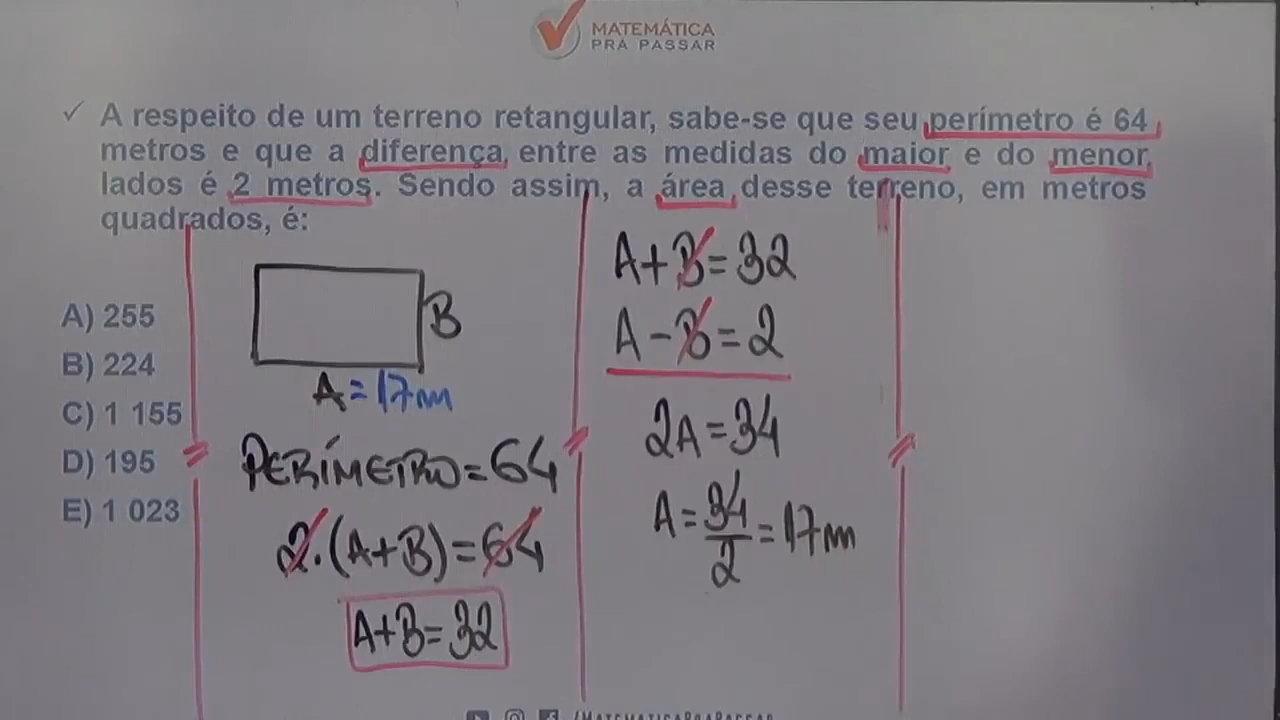 MATEMÁTICA
PRA PASSAR
✓ A respeito de um terreno retangular, sabe-se que seu perímetro é 64
metros e que a diferença entre as medidas do maior e do menor
lados é 2 metros. Sendo assim, a área desse terreno, em metros
quadrados, é:
A) 255
B) 224
C) 1 155
D) 195
E) 1 023
B
A = 17m
PERÍMETRO = 64
2.(A+B) = 64
A+B = 32
A+B = 32
A-B = 2
2A = 34
A = 34/2 = 17m
/MATEMATICAPRAPASSAR